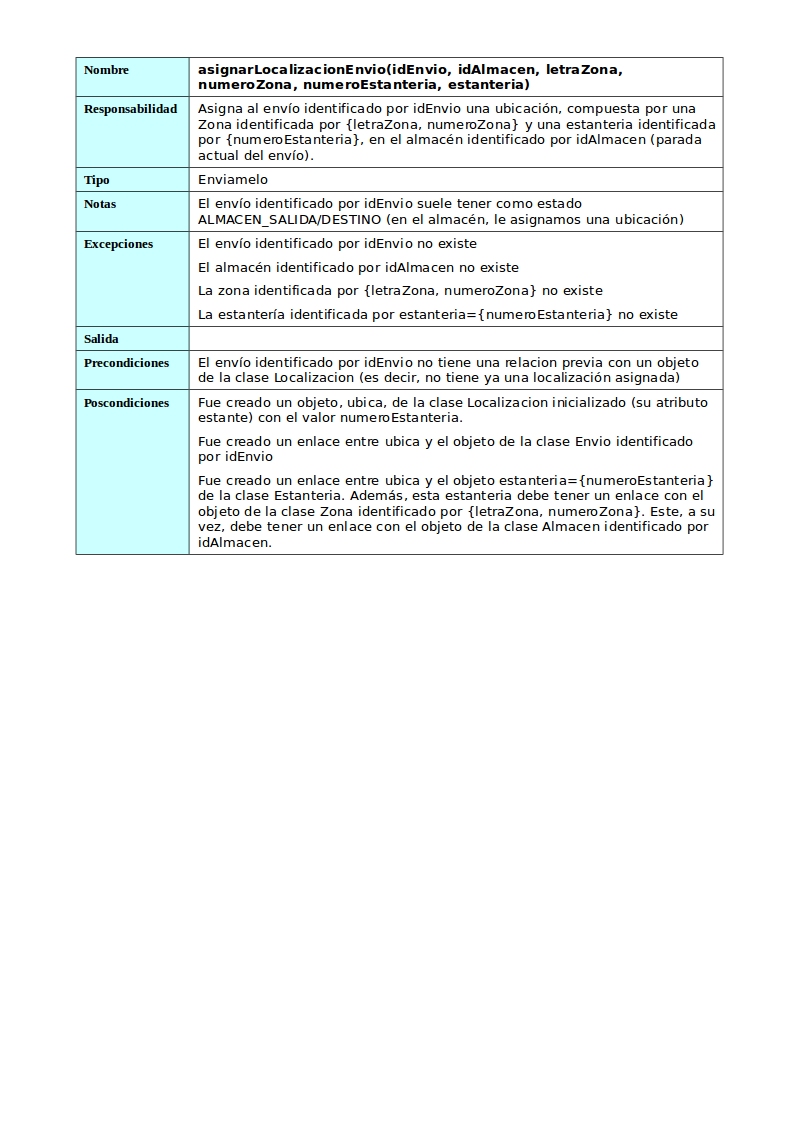 Nombre
asignarLocalizacionEnvio(idEnvio, idAlmacen, letraZona,
numeroZona, numeroEstanteria, estanteria)
Responsabilidad
Asigna al envío identificado por idEnvio una ubicación, compuesta por una
Zona identificada por {letraZona, numeroZona} y una estanteria identificada
por {numeroEstanteria}, en el almacén identificado por idAlmacen (parada
actual del envío).
Tipo
Enviamelo
Notas
El envío identificado por idEnvio suele tener como estado
ALMACEN_SALIDA/DESTINO (en el almacén, le asignamos una ubicación)
Excepciones
El envío identificado por idEnvio no existe
El almacén identificado por idAlmacen no existe
La zona identificada por {letraZona, numeroZona} no existe
La estantería identificada por estanteria={numeroEstanteria} no existe
Salida
Precondiciones
El envío identificado por idEnvio no tiene una relacion previa con un objeto
de la clase Localizacion (es decir, no tiene ya una localización asignada)
Poscondiciones
Fue creado un objeto, ubica, de la clase Localizacion inicializado (su atributo
estante) con el valor numeroEstanteria.
Fue creado un enlace entre ubica y el objeto de la clase Envio identificado
por idEnvio
Fue creado un enlace entre ubica y el objeto estanteria={numeroEstanteria}
de la clase Estanteria. Además, esta estanteria debe tener un enlace con el
objeto de la clase Zona identificado por {letraZona, numeroZona}. Este, a su
vez, debe tener un enlace con el objeto de la clase Almacen identificado por
idAlmacen.